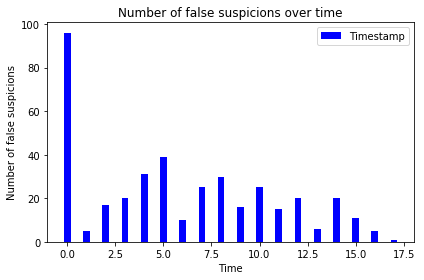 Number of false suspicions over time
Timestamp
Number of false suspicions
100
80
60
40
20
0
0.0 2.5 5.0 7.5 10.0 12.5 15.0 17.5
Time